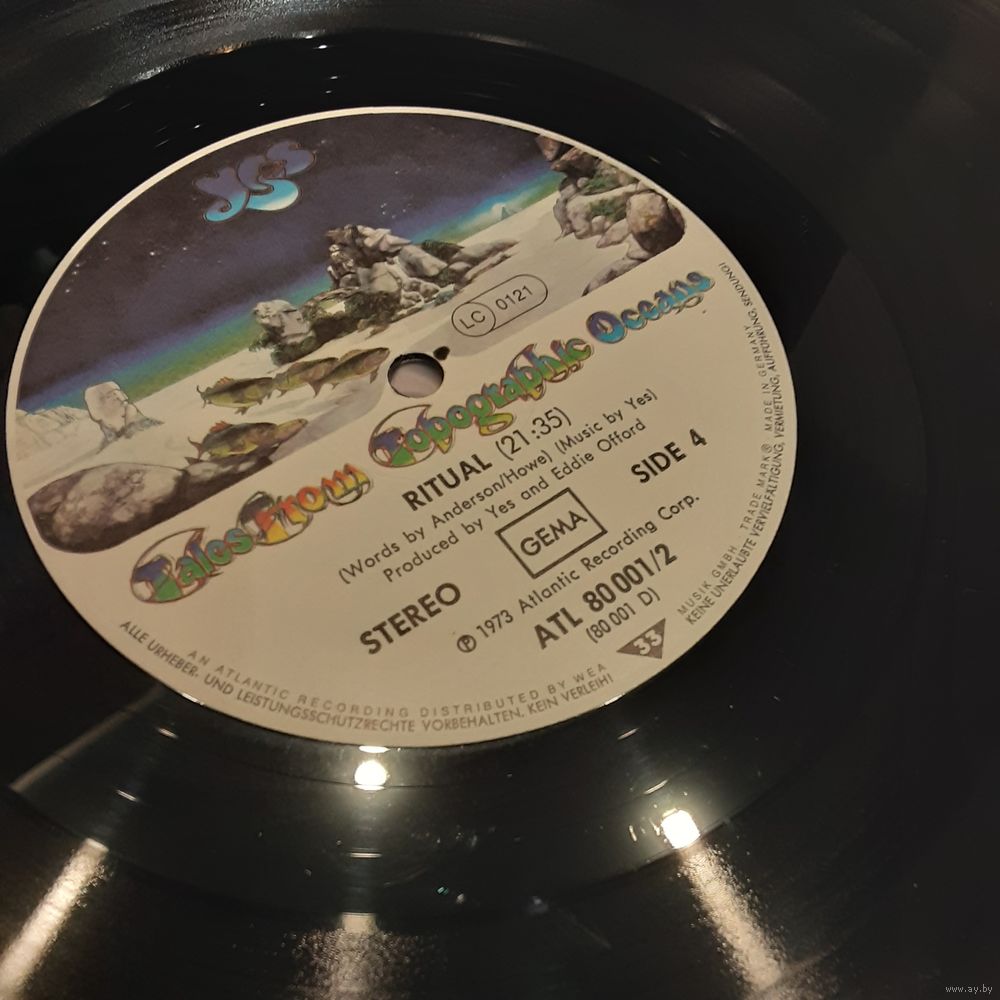 yes
LC 0121
Tales From Topographic Oceans
RITUAL (21:35)
(Words by Anderson/Howe) (Music by Yes)
Produced by Yes and Eddie Offord
STEREO
GEMA
SIDE 4
℗ 1973 Atlantic Recording Corp.
ATL 80 001/2
(80 001 D)
33
AN ATLANTIC RECORDING DISTRIBUTED BY WEA MUSIK GMBH. TRADE MARK® MADE IN GERMANY
ALLE URHEBER- UND LEISTUNGSSCHUTZRECHTE VORBEHALTEN. KEIN VERLEIH! KEINE UNERLAUBTE VERVIELFÄLTIGUNG, VERMIETUNG, AUFFÜHRUNG, SENDUNG!
www.ay.by